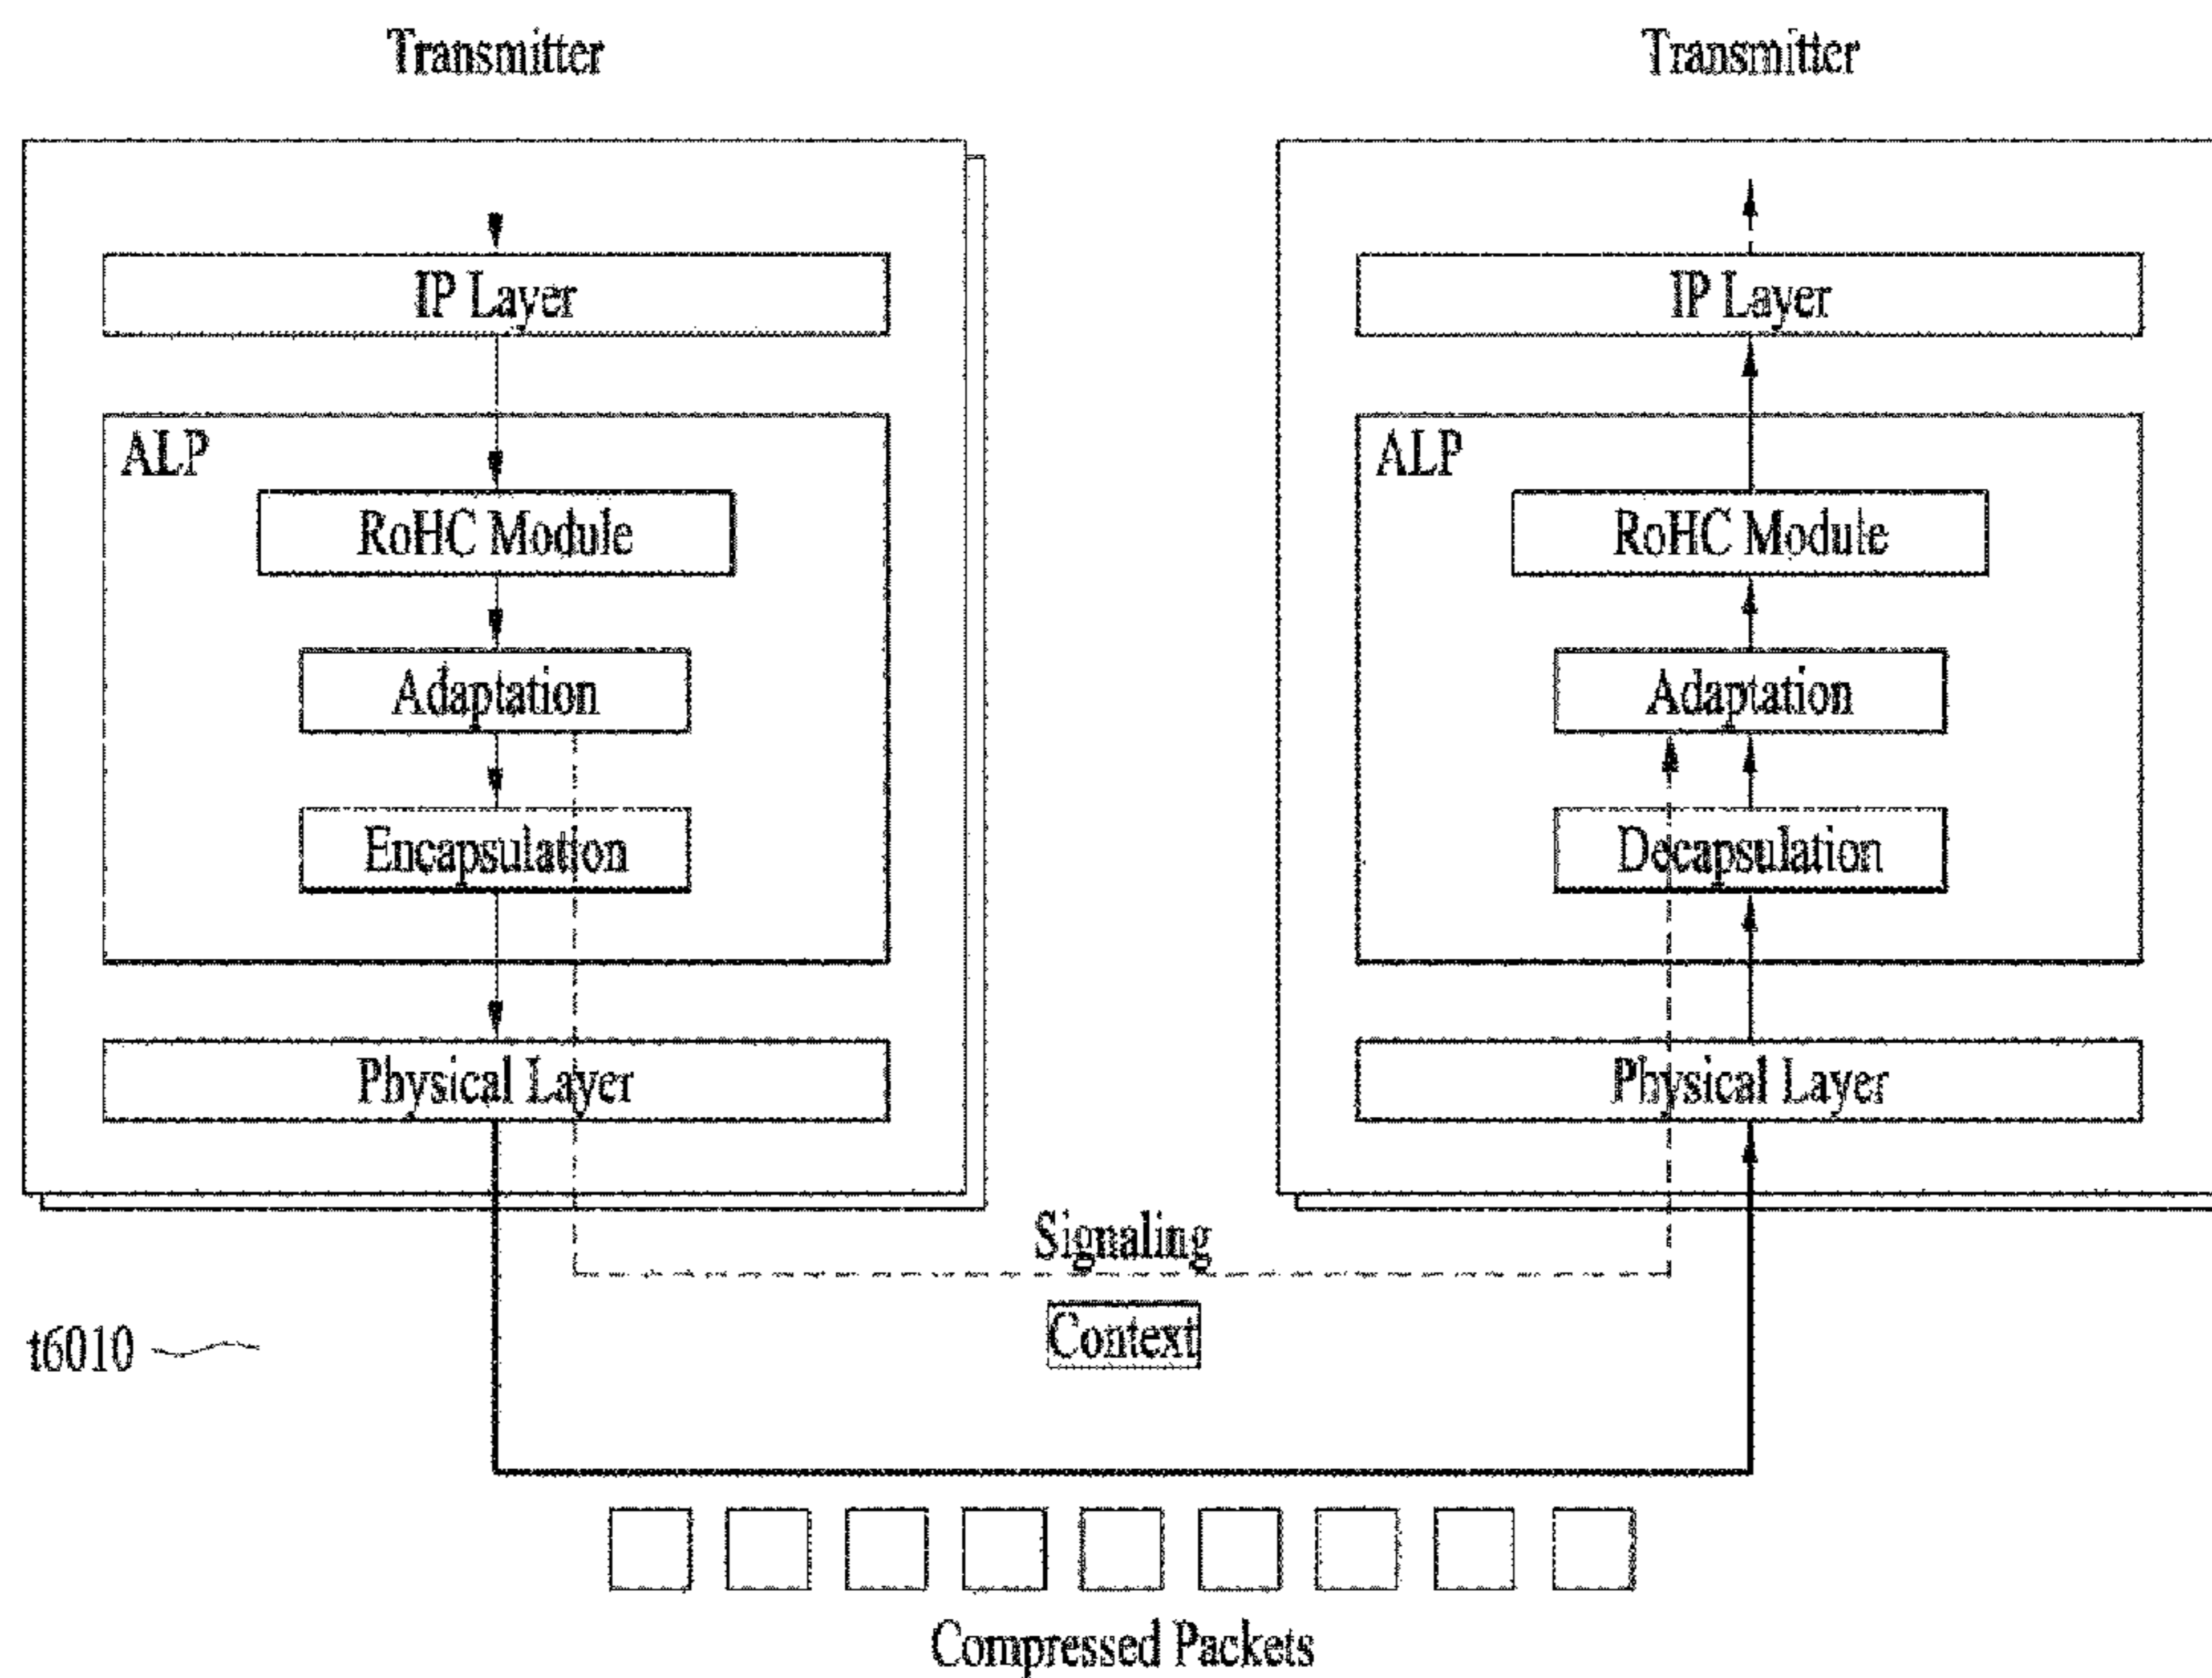 Transmitter
IP Layer
ALP
RoHC Module
Adaptation
Encapsulation
Physical Layer
Transmitter
IP Layer
ALP
RoHC Module
Adaptation
Decapsulation
Physical Layer
Signaling
Context
t6010
Compressed Packets